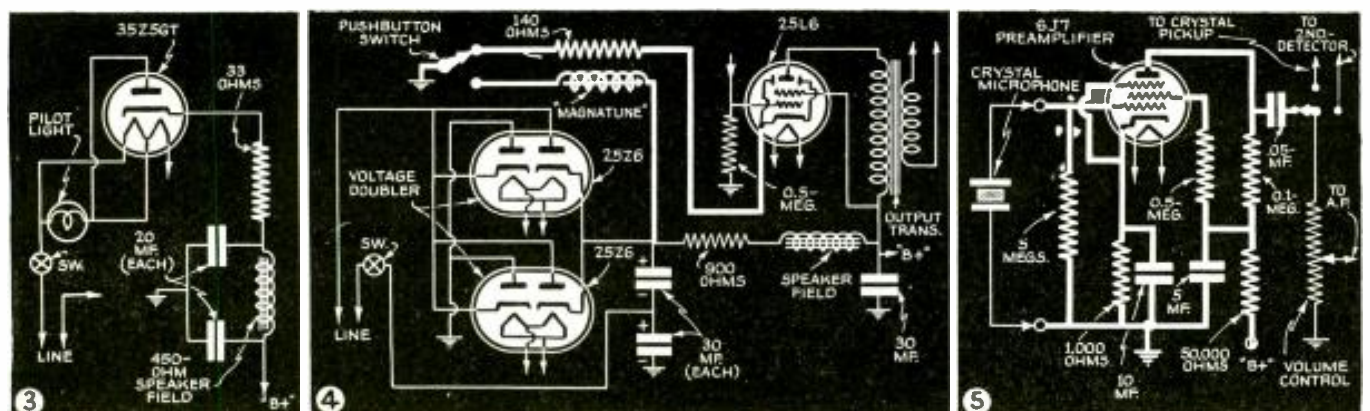 35Z5GT
33
OHMS
PILOT
LIGHT
20
MF.
(EACH)
SW.
LINE
450-
OHM
SPEAKER
FIELD
"B+"
3
PUSHBUTTON
SWITCH
140
OHMS
25L6
"MAGNATUNE"
25Z6
VOLTAGE
DOUBLER
0.5-
MEG.
OUTPUT
TRANS.
SW.
25Z6
900
OHMS
SPEAKER
FIELD
"B+"
LINE
30
MF.
(EACH)
30
MF.
4
6J7
PREAMPLIFIER
TO CRYSTAL
PICKUP
TO
2ND-
DETECTOR
CRYSTAL
MICROPHONE
.05-
MF.
5
MEGS.
0.5-
MEG.
0.1-
MEG.
TO
A.F.
5
MF.
1,000
OHMS
10
MF.
50,000
OHMS
"B+"
VOLUME
CONTROL
5